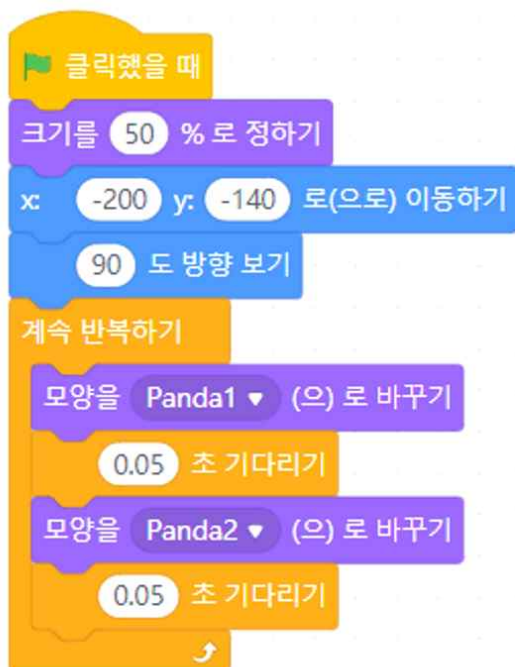 클릭했을 때
크기를 50 % 로 정하기
x: -200 y: -140 로(으로) 이동하기
90 도 방향 보기
계속 반복하기
모양을 Panda1 ▼ (으) 로 바꾸기
0.05 초 기다리기
모양을 Panda2 ▼ (으) 로 바꾸기
0.05 초 기다리기